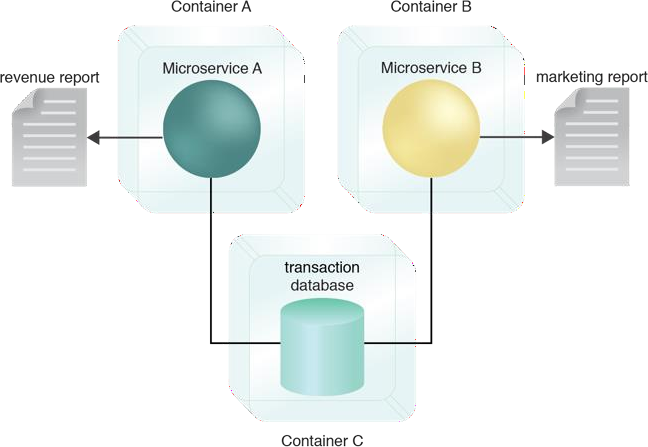 Container A
Container B
Microservice A
Microservice B
revenue report
marketing report
transaction
database
Container C